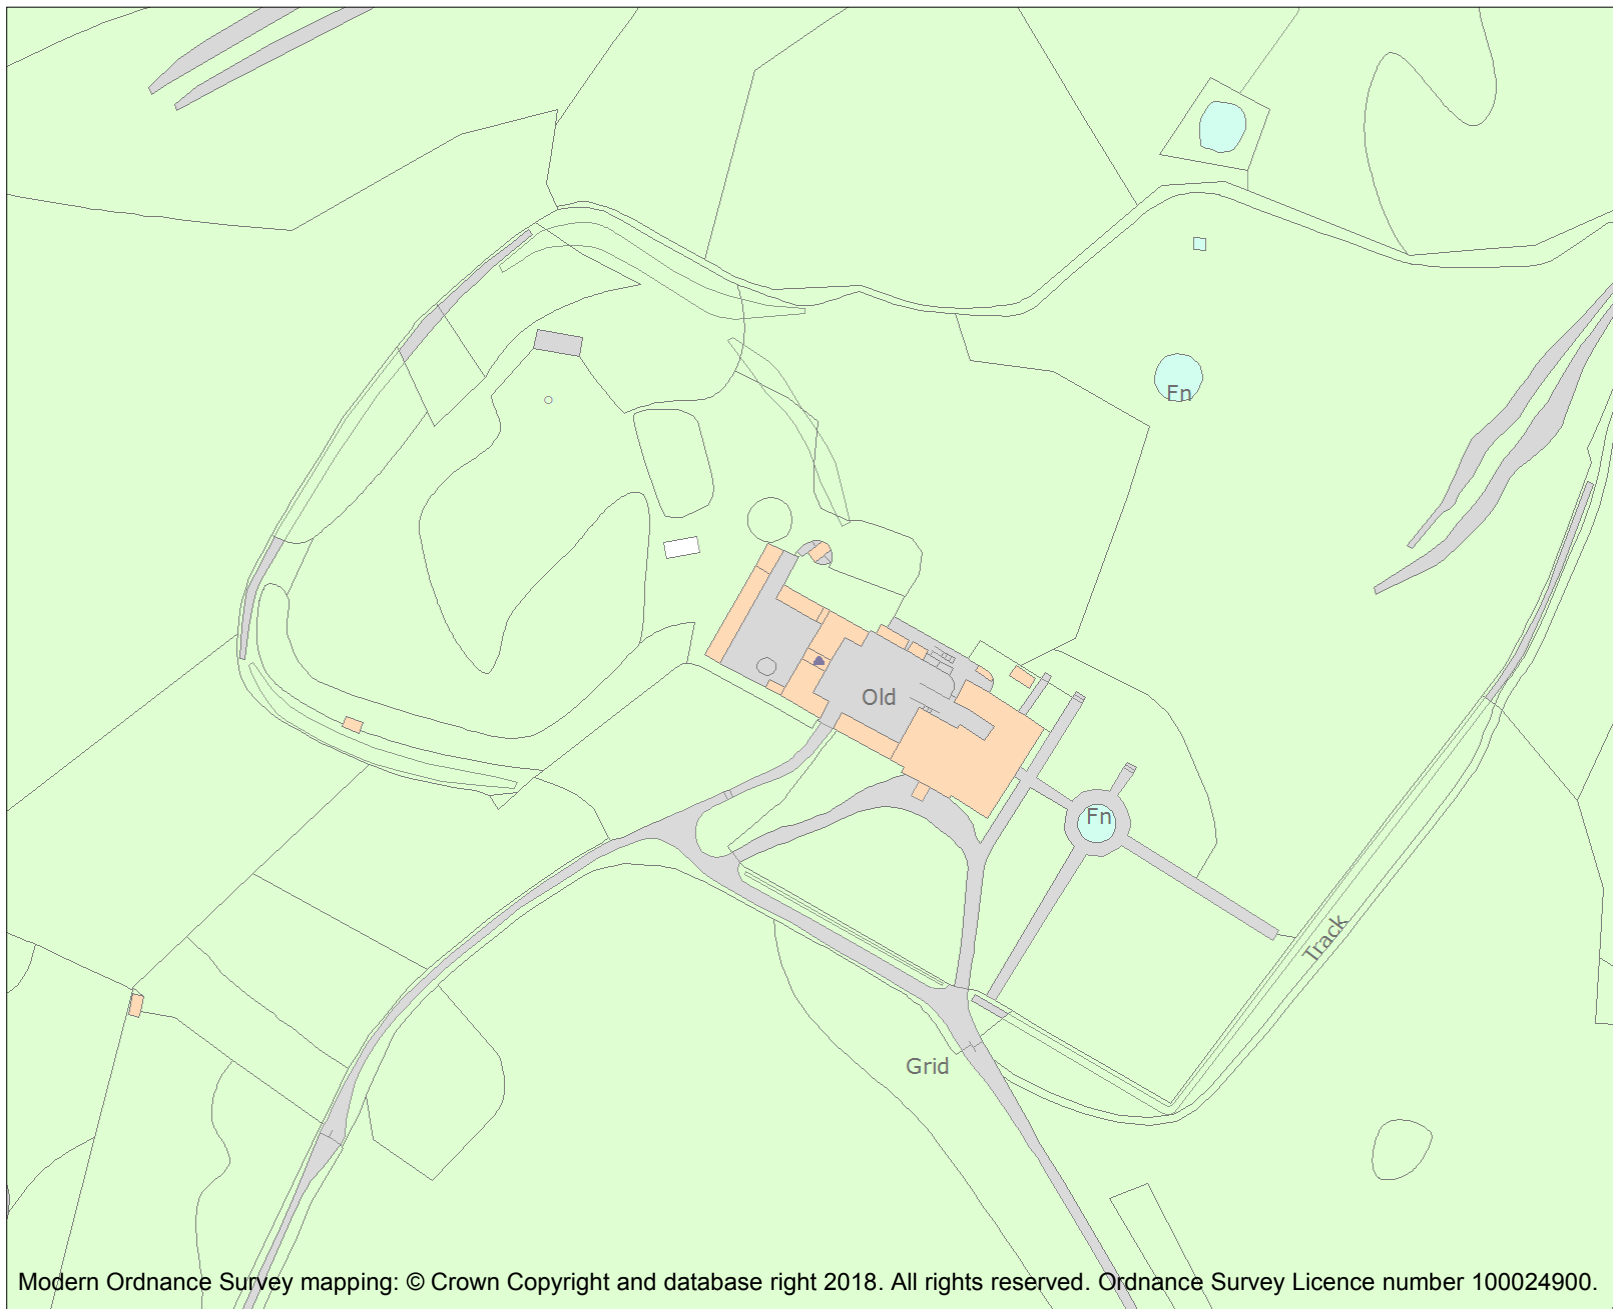 Fn
Old
Fn
Track
Grid
Modern Ordnance Survey mapping: © Crown Copyright and database right 2018. All rights reserved. Ordnance Survey Licence number 100024900.